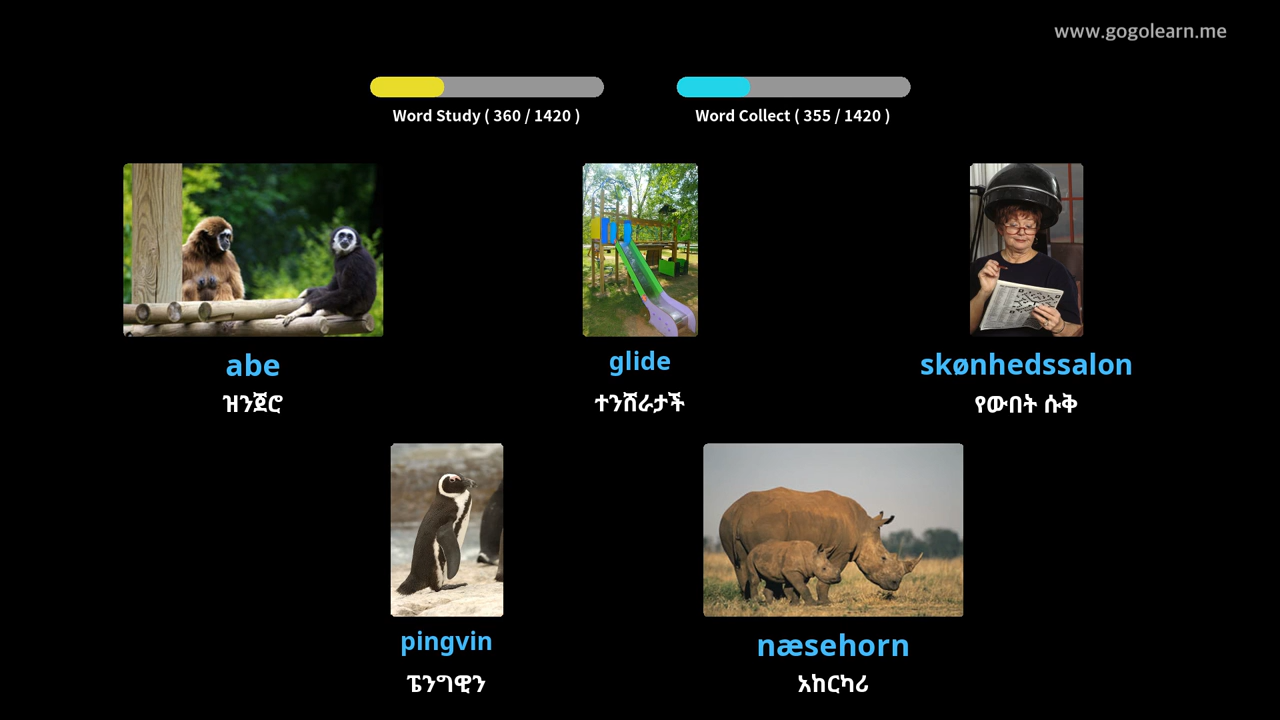 www.gogolearn.me
Word Study ( 360 / 1420 )
Word Collect ( 355 / 1420 )
abe
ዝንጀሮ
glide
ተንሸራታች
skønhedssalon
የውበት ሱቅ
pingvin
ፔንግዊን
næsehorn
አከርካሪ